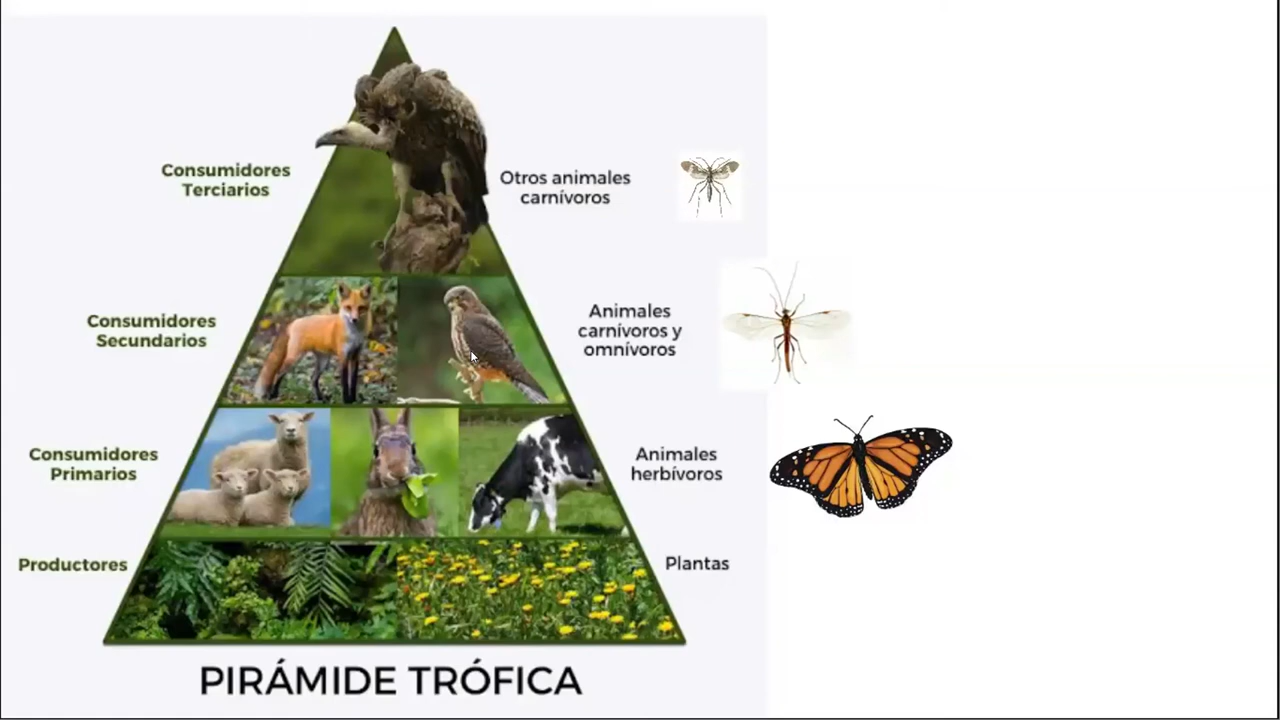 Consumidores
Terciarios
Otros animales
carnívoros
Consumidores
Secundarios
Animales
carnívoros y
omnívoros
Consumidores
Primarios
Animales
herbívoros
Productores
Plantas
PIRÁMIDE TRÓFICA